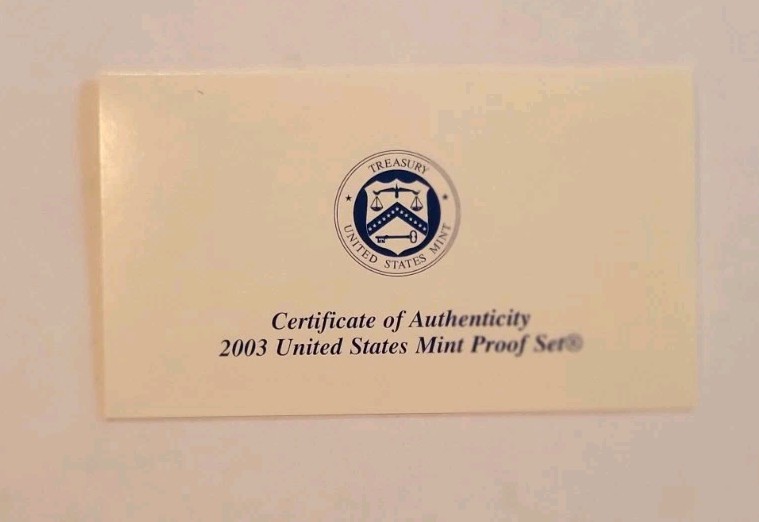 TREASURY
UNITED STATES MINT
Certificate of Authenticity
2003 United States Mint Proof Set®